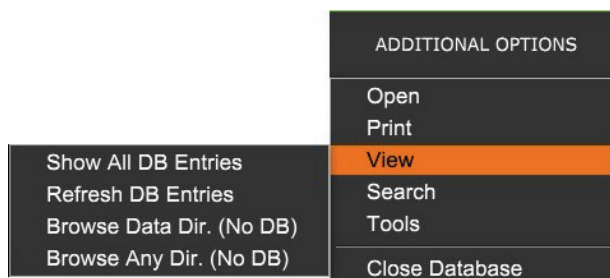 ADDITIONAL OPTIONS
Open
Print
View
Search
Tools
Close Database
Show All DB Entries
Refresh DB Entries
Browse Data Dir. (No DB)
Browse Any Dir. (No DB)